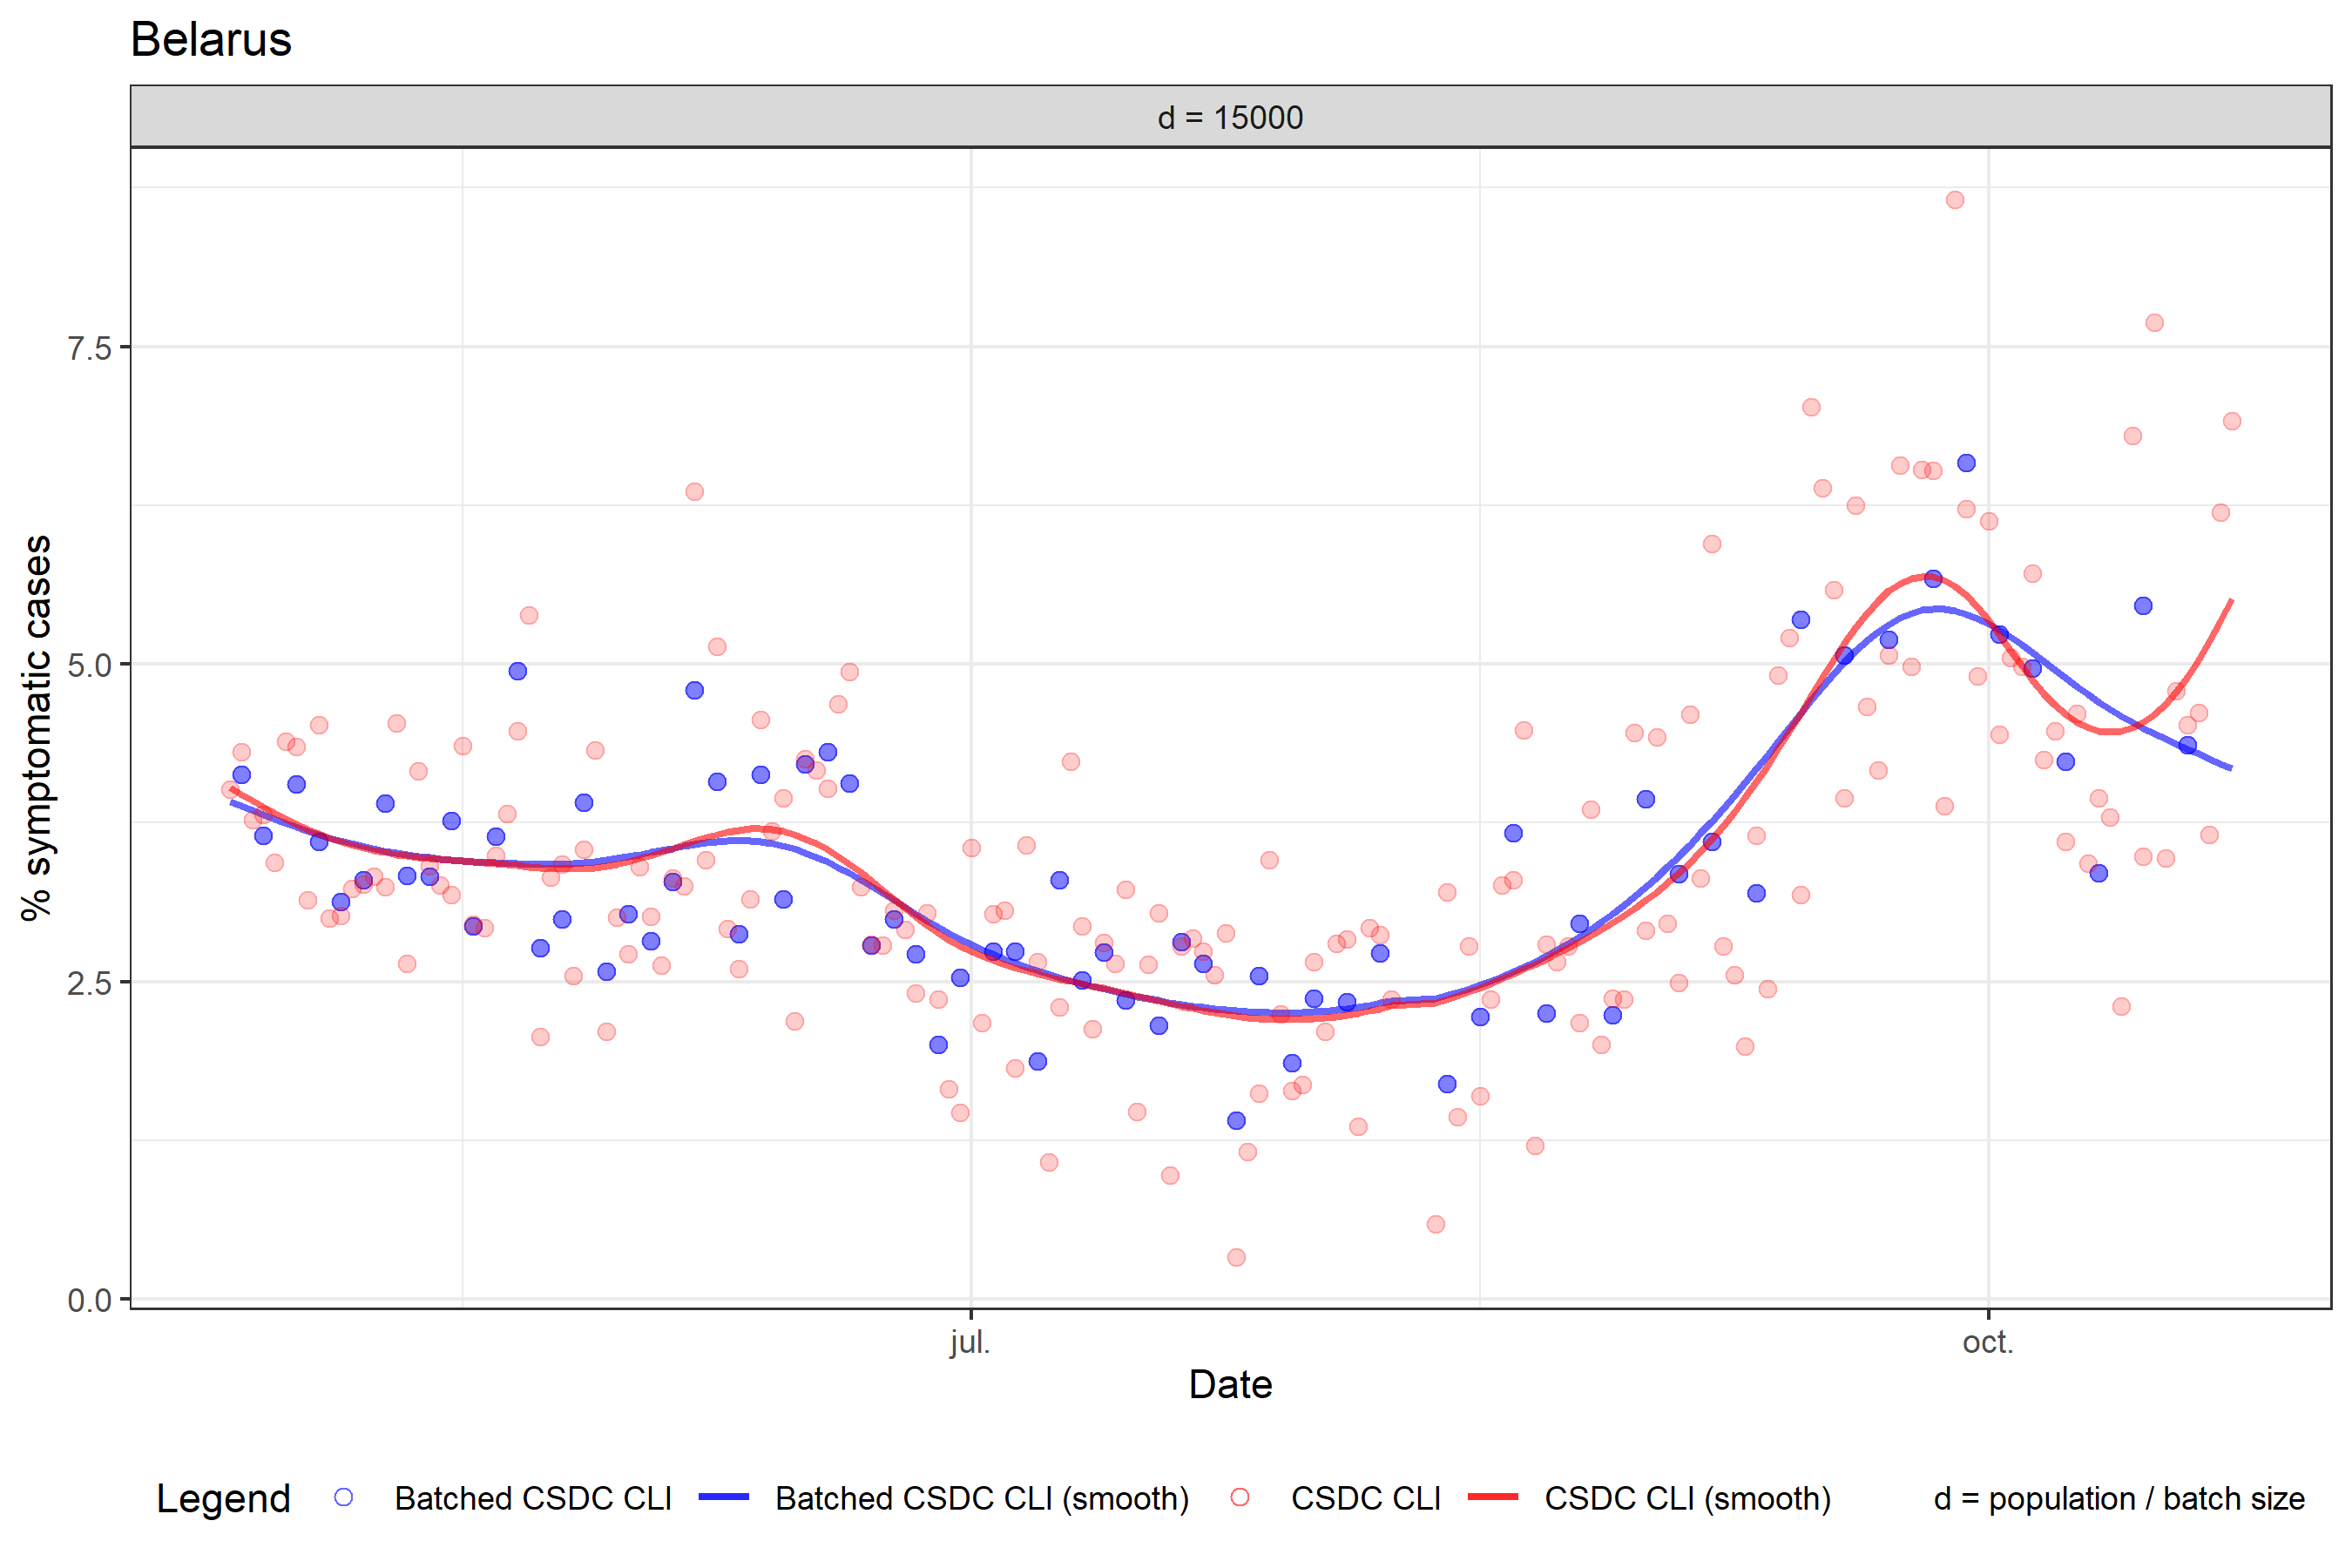 Belarus
d = 15000
% symptomatic cases
7.5
5.0
2.5
0.0
jul.
oct.
Date
Legend
Batched CSDC CLI
Batched CSDC CLI (smooth)
CSDC CLI
CSDC CLI (smooth)
d = population / batch size